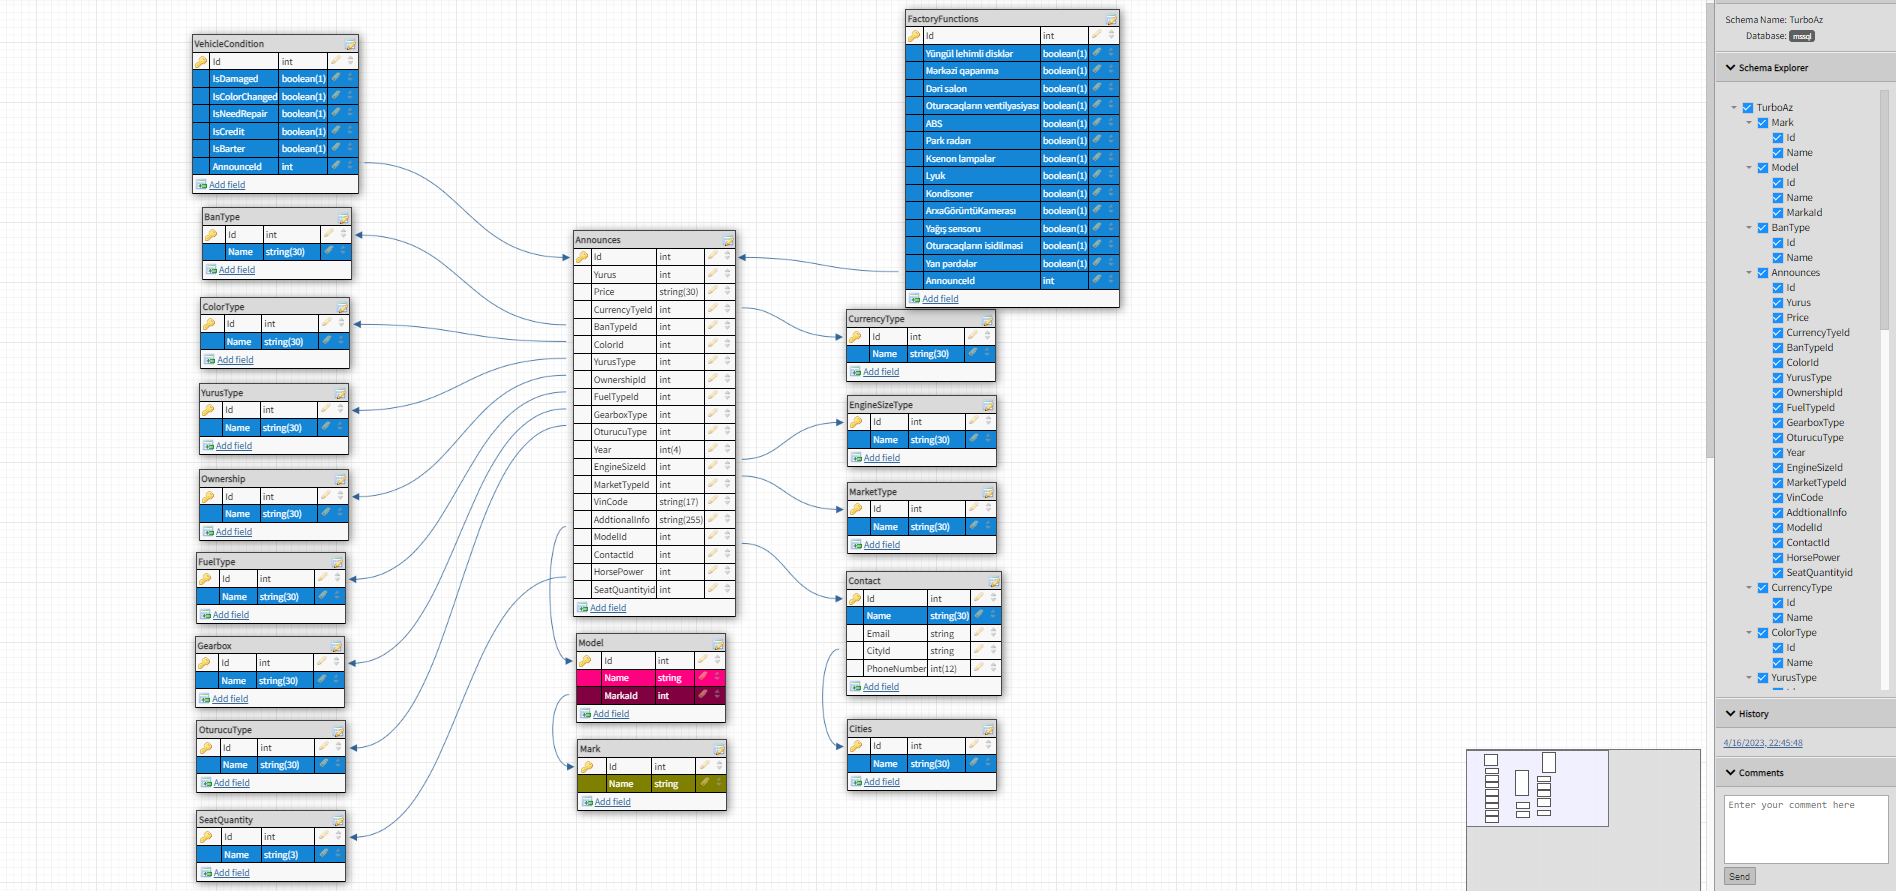 VehicleCondition
Id int
IsDamaged boolean(1)
IsColorChanged boolean(1)
IsNeedRepair boolean(1)
IsCredit boolean(1)
IsBarter boolean(1)
AnnounceId int
Add field
BanType
Id int
Name string(30)
Add field
ColorType
Id int
Name string(30)
Add field
YurusType
Id int
Name string(30)
Add field
Ownership
Id int
Name string(30)
Add field
FuelType
Id int
Name string(30)
Add field
Gearbox
Id int
Name string(30)
Add field
OturucuType
Id int
Name string(30)
Add field
SeatQuantity
Id int
Name string(3)
Add field
Announces
Id int
Yurus int
Price string(30)
CurrencyTyeId int
BanTypeId int
ColorId int
YurusType int
OwnershipId int
FuelTypeId int
GearboxType int
OturucuType int
Year int(4)
EngineSizeId int
MarketTypeId int
VinCode string(17)
AddtionalInfo string(255)
ModelId int
ContactId int
HorsePower int
SeatQuantityid int
Add field
Model
Id int
Name string
MarkaId int
Add field
Mark
Id int
Name string
Add field
FactoryFunctions
Id int
Yüngül lehimli disklər boolean(1)
Mərkəzi qapanma boolean(1)
Dəri salon boolean(1)
Oturacaqların ventilyasiyası boolean(1)
ABS boolean(1)
Park radarı boolean(1)
Ksenon lampalar boolean(1)
Lyuk boolean(1)
Kondisoner boolean(1)
ArxaGörüntüKamerası boolean(1)
Yağış sensoru boolean(1)
Oturacaqların isidilməsi boolean(1)
Yan pərdələr boolean(1)
AnnounceId int
Add field
CurrencyType
Id int
Name string(30)
Add field
EngineSizeType
Id int
Name string(30)
Add field
MarketType
Id int
Name string(30)
Add field
Contact
Id int
Name string(30)
Email string
CityId string
PhoneNumber int(12)
Add field
Cities
Id int
Name string(30)
Add field
Schema Name: TurboAz
Database: mssql
Schema Explorer
TurboAz
Mark
Id
Name
Model
Id
Name
MarkaId
BanType
Id
Name
Announces
Id
Yurus
Price
CurrencyTyeId
BanTypeId
ColorId
YurusType
OwnershipId
FuelTypeId
GearboxType
OturucuType
Year
EngineSizeId
MarketTypeId
VinCode
AddtionalInfo
ModelId
ContactId
HorsePower
SeatQuantityid
CurrencyType
Id
Name
ColorType
Id
Name
YurusType
History
4/16/2023, 22:45:48
Comments
Enter your comment here
Send